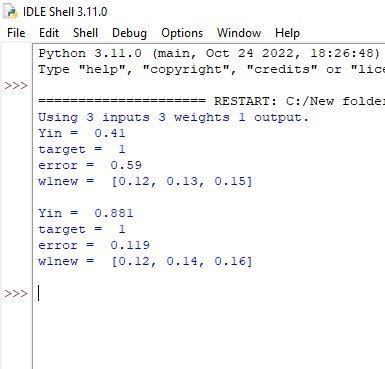 IDLE Shell 3.11.0
File Edit Shell Debug Options Window Help
Python 3.11.0 (main, Oct 24 2022, 18:26:48)
Type "help", "copyright", "credits" or "lice
>>>
===================== RESTART: C:/New folder
Using 3 inputs 3 weights 1 output.
Yin =  0.41
target =  1
error =  0.59
w1new =  [0.12, 0.13, 0.15]
Yin =  0.881
target =  1
error =  0.119
w1new =  [0.12, 0.14, 0.16]
>>>